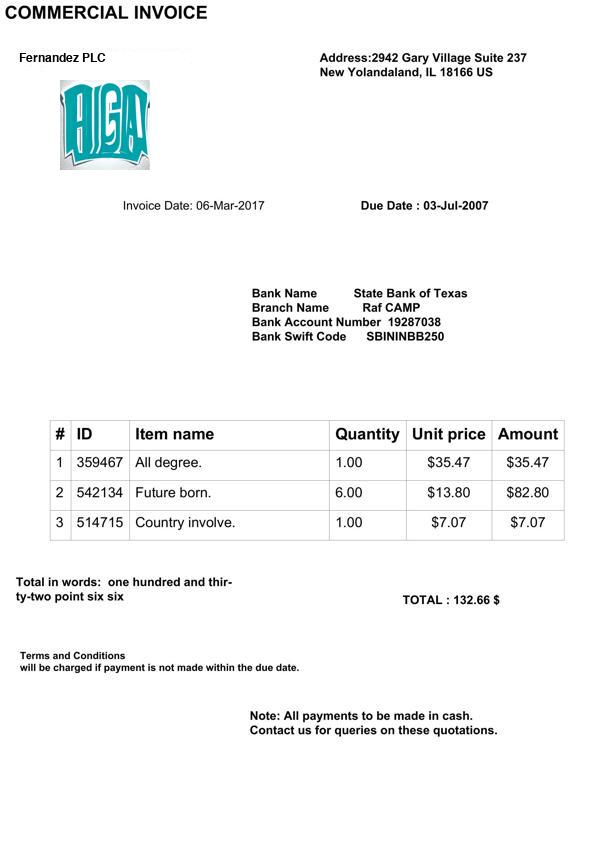 COMMERCIAL INVOICE
Fernandez PLC
Address:2942 Gary Village Suite 237
New Yolandaland, IL 18166 US
Invoice Date: 06-Mar-2017 Due Date : 03-Jul-2007
Bank Name State Bank of Texas
Branch Name Raf CAMP
Bank Account Number 19287038
Bank Swift Code SBININBB250
# ID Item name Quantity Unit price Amount
1 359467 All degree. 1.00 $35.47 $35.47
2 542134 Future born. 6.00 $13.80 $82.80
3 514715 Country involve. 1.00 $7.07 $7.07
Total in words: one hundred and thir-
ty-two point six six
TOTAL : 132.66 $
Terms and Conditions
will be charged if payment is not made within the due date.
Note: All payments to be made in cash.
Contact us for queries on these quotations.